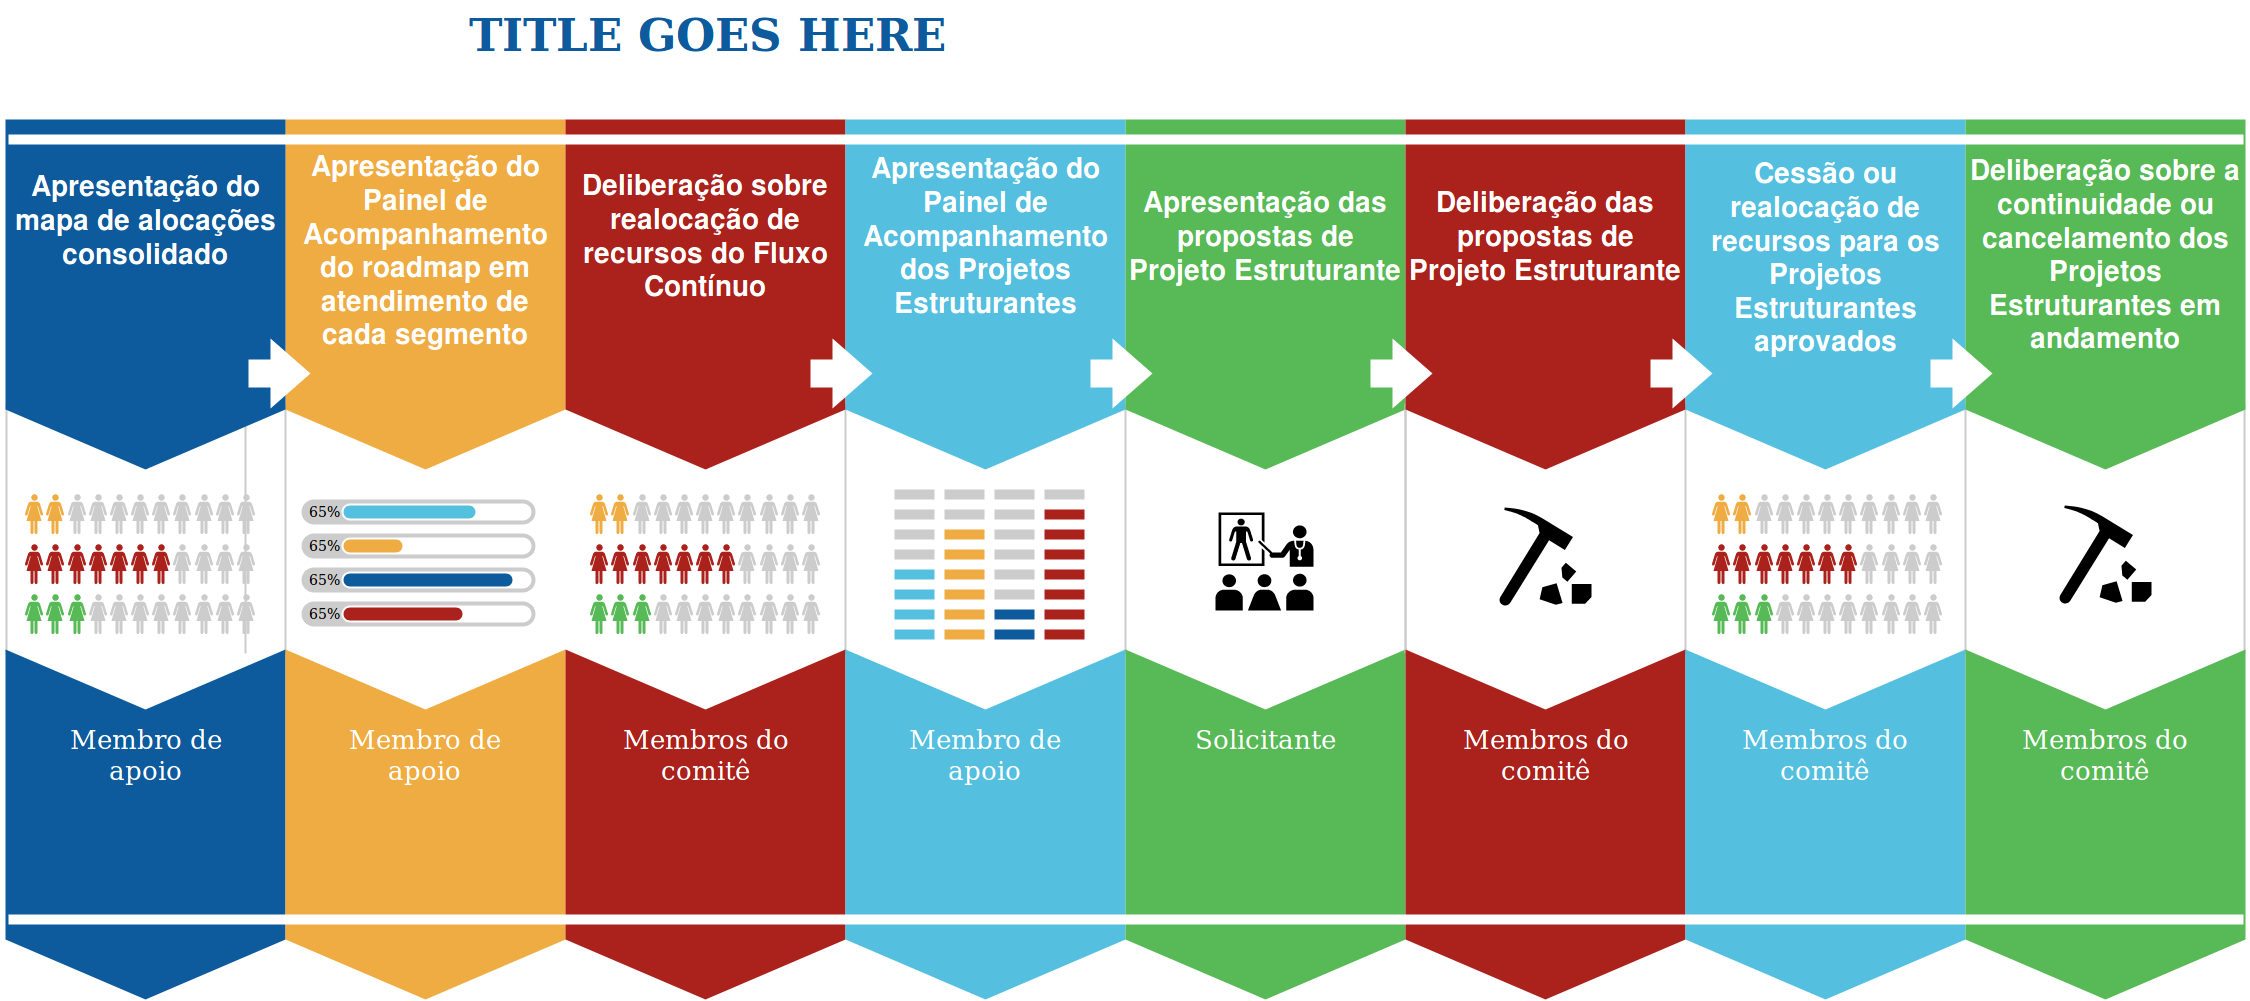 TITLE GOES HERE
Apresentação do
mapa de alocações
consolidado
Apresentação do
Painel de
Acompanhamento
do roadmap em
atendimento de
cada segmento
Deliberação sobre
realocação de
recursos do Fluxo
Contínuo
Apresentação do
Painel de
Acompanhamento
dos Projetos
Estruturantes
Apresentação das
propostas de
Projeto Estruturante
Deliberação das
propostas de
Projeto Estruturante
Cessão ou
realocação de
recursos para os
Projetos
Estruturantes
aprovados
Deliberação sobre a
continuidade ou
cancelamento dos
Projetos
Estruturantes em
andamento
65%
65%
65%
65%
Membro de
apoio
Membro de
apoio
Membros do
comitê
Membro de
apoio
Solicitante
Membros do
comitê
Membros do
comitê
Membros do
comitê